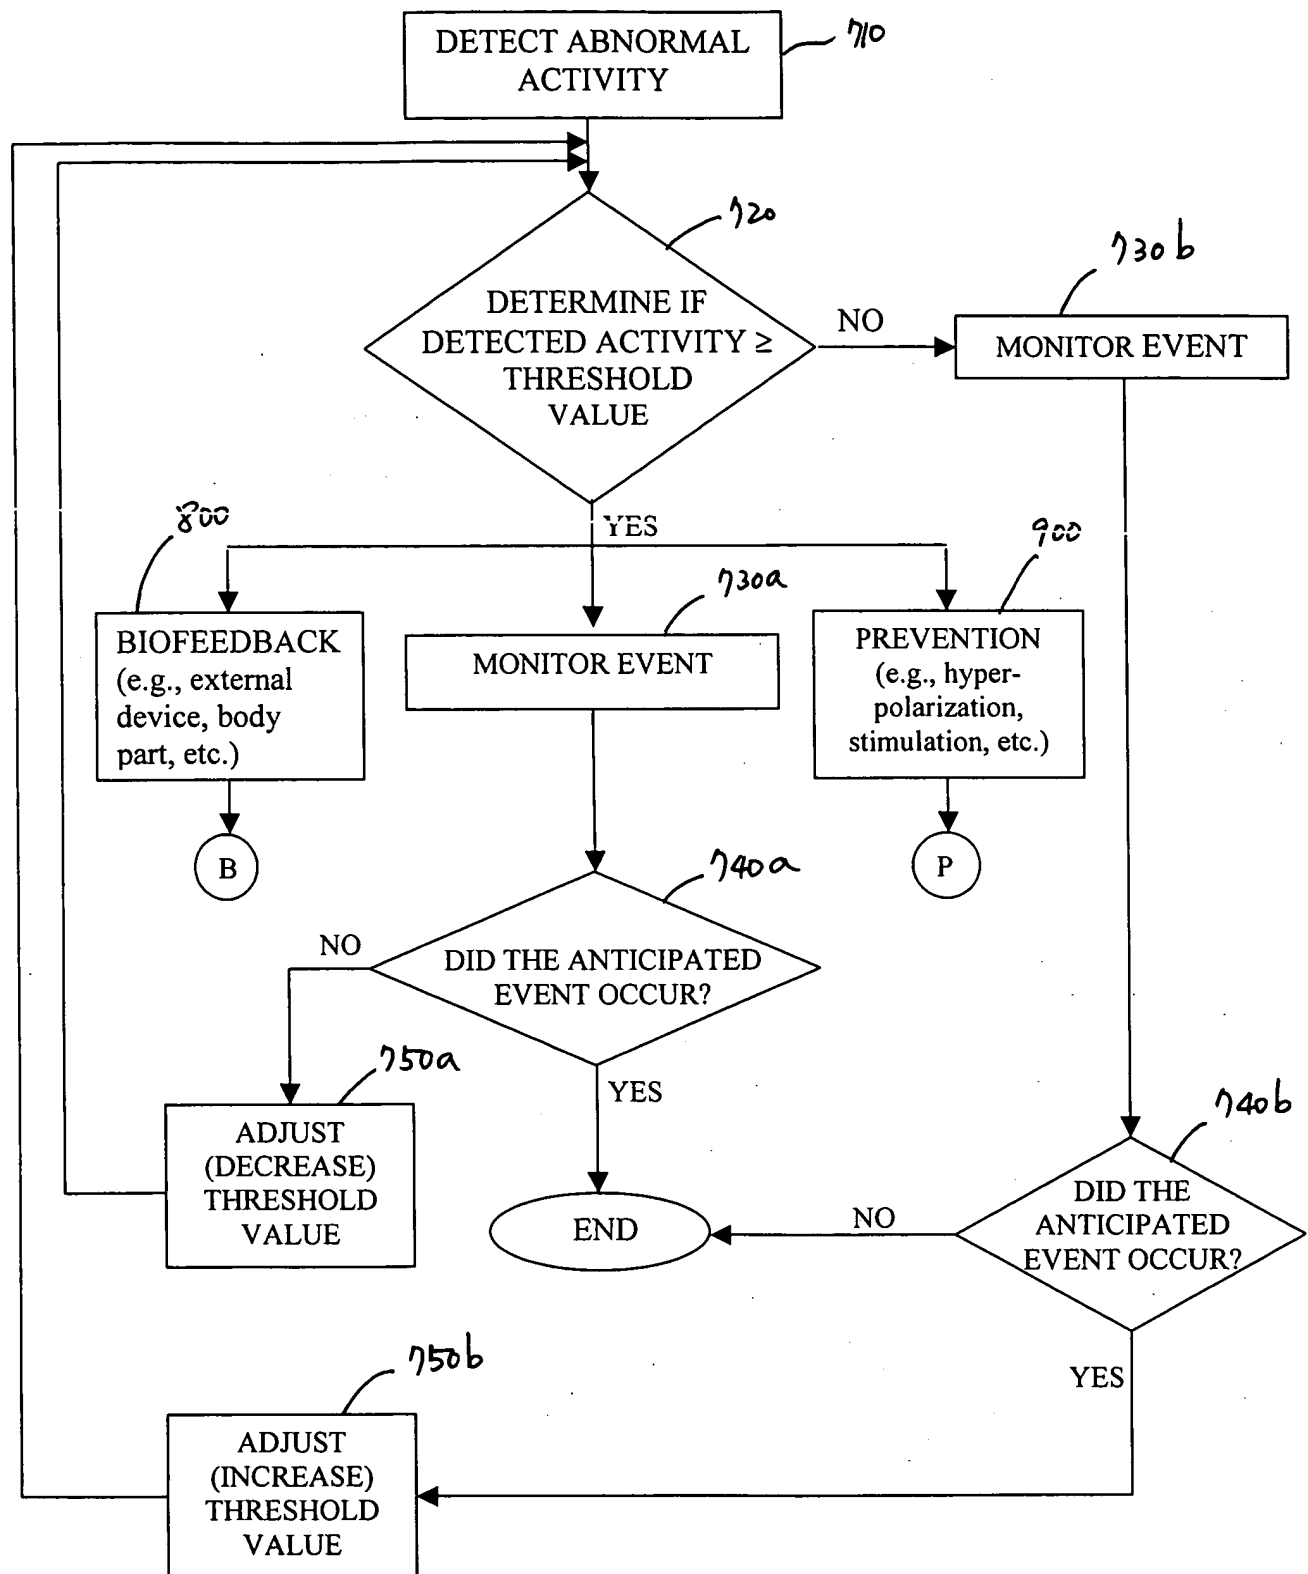 DETECT ABNORMAL
ACTIVITY
710
720
DETERMINE IF
DETECTED ACTIVITY ≥
THRESHOLD
VALUE
NO
730b
MONITOR EVENT
YES
800
BIOFEEDBACK
(e.g., external
device, body
part, etc.)
B
730a
MONITOR EVENT
900
PREVENTION
(e.g., hyper-
polarization,
stimulation, etc.)
P
740a
DID THE ANTICIPATED
EVENT OCCUR?
NO
YES
750a
ADJUST
(DECREASE)
THRESHOLD
VALUE
END
740b
DID THE
ANTICIPATED
EVENT OCCUR?
NO
YES
750b
ADJUST
(INCREASE)
THRESHOLD
VALUE